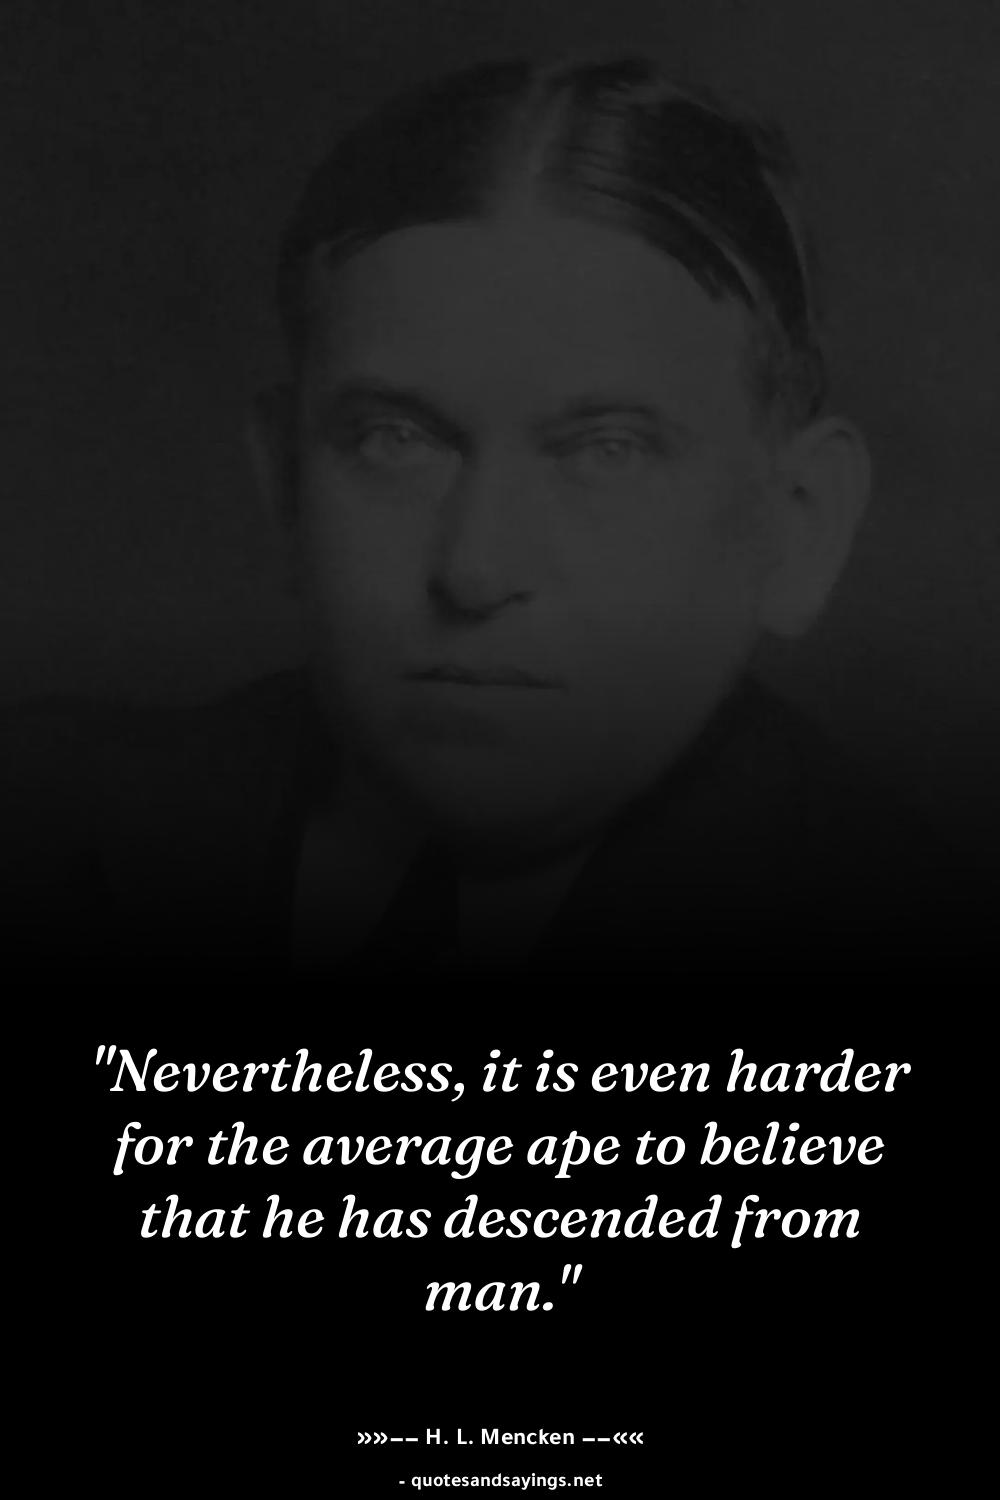 "Nevertheless, it is even harder
for the average ape to believe
that he has descended from
man."
»»–– H. L. Mencken ––««
- quotesandsayings.net